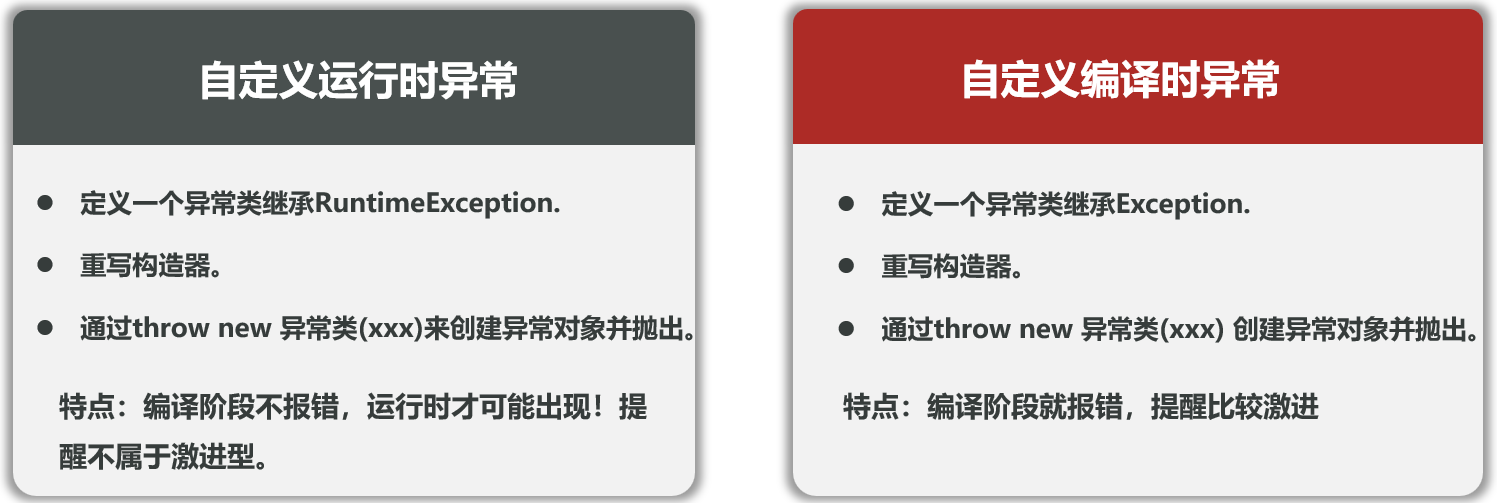 自定义运行时异常
● 定义一个异常类继承RuntimeException.
● 重写构造器。
● 通过throw new 异常类(xxx)来创建异常对象并抛出。
特点：编译阶段不报错，运行时才可能出现！提
醒不属于激进型。
自定义编译时异常
● 定义一个异常类继承Exception.
● 重写构造器。
● 通过throw new 异常类(xxx) 创建异常对象并抛出。
特点：编译阶段就报错，提醒比较激进